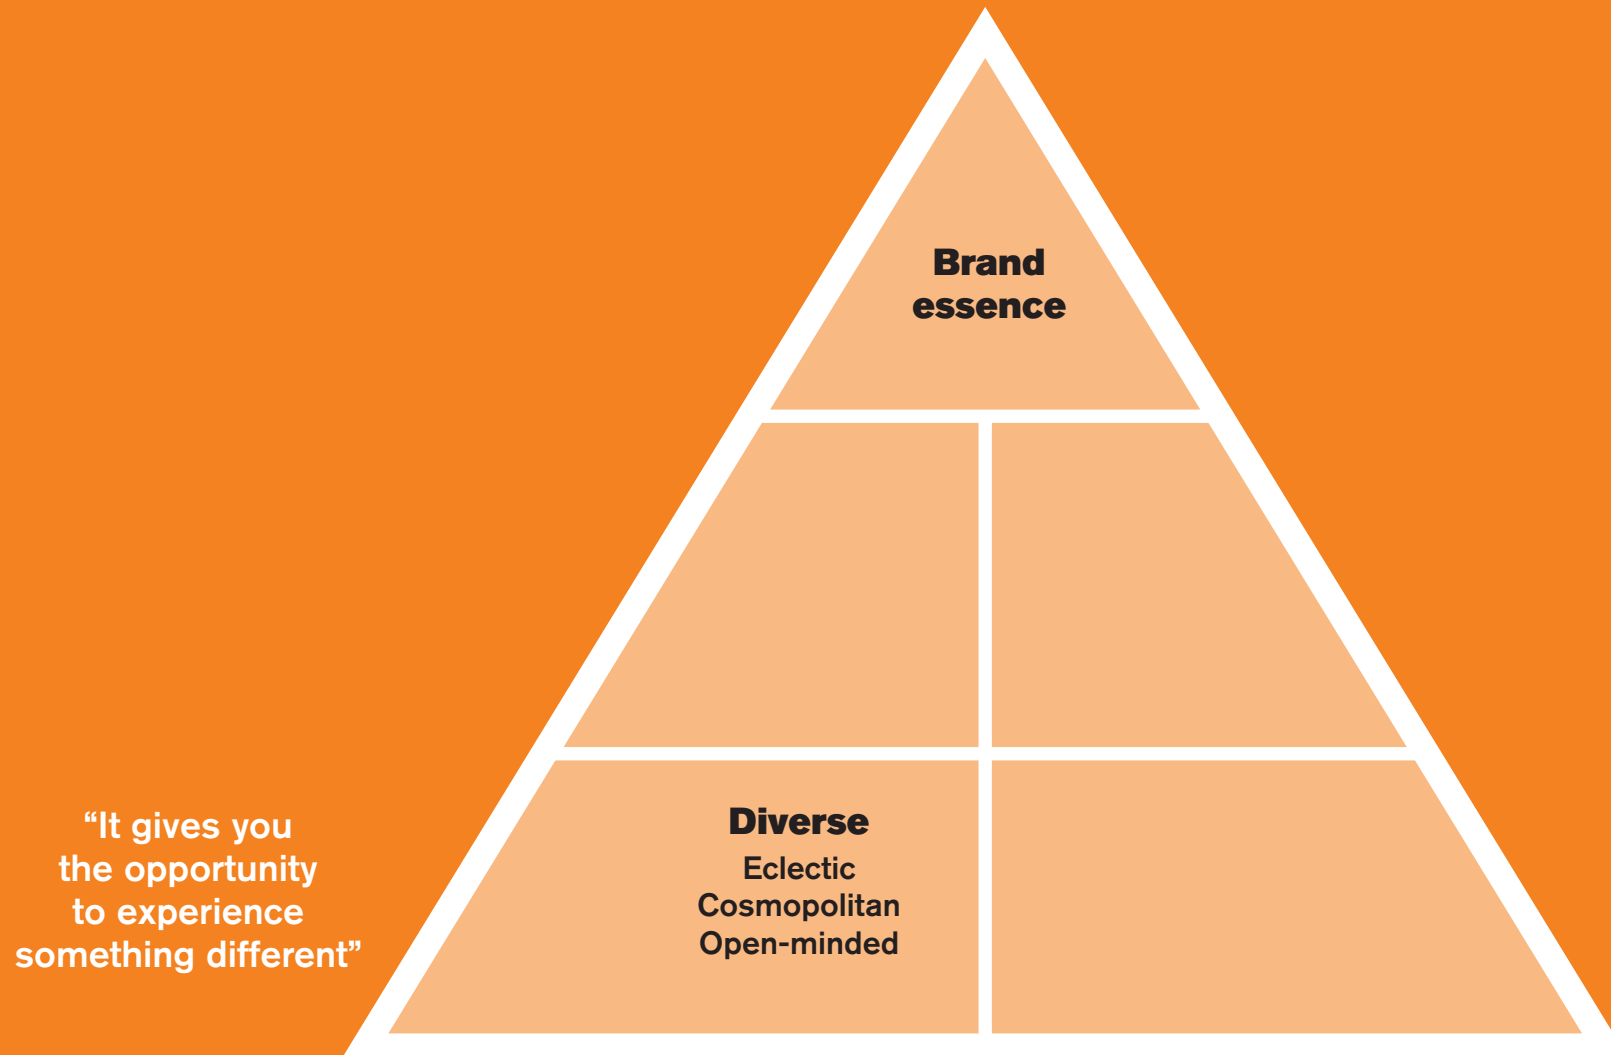 Brand
essence
“It gives you
the opportunity
to experience
something different”
Diverse
Eclectic
Cosmopolitan
Open-minded